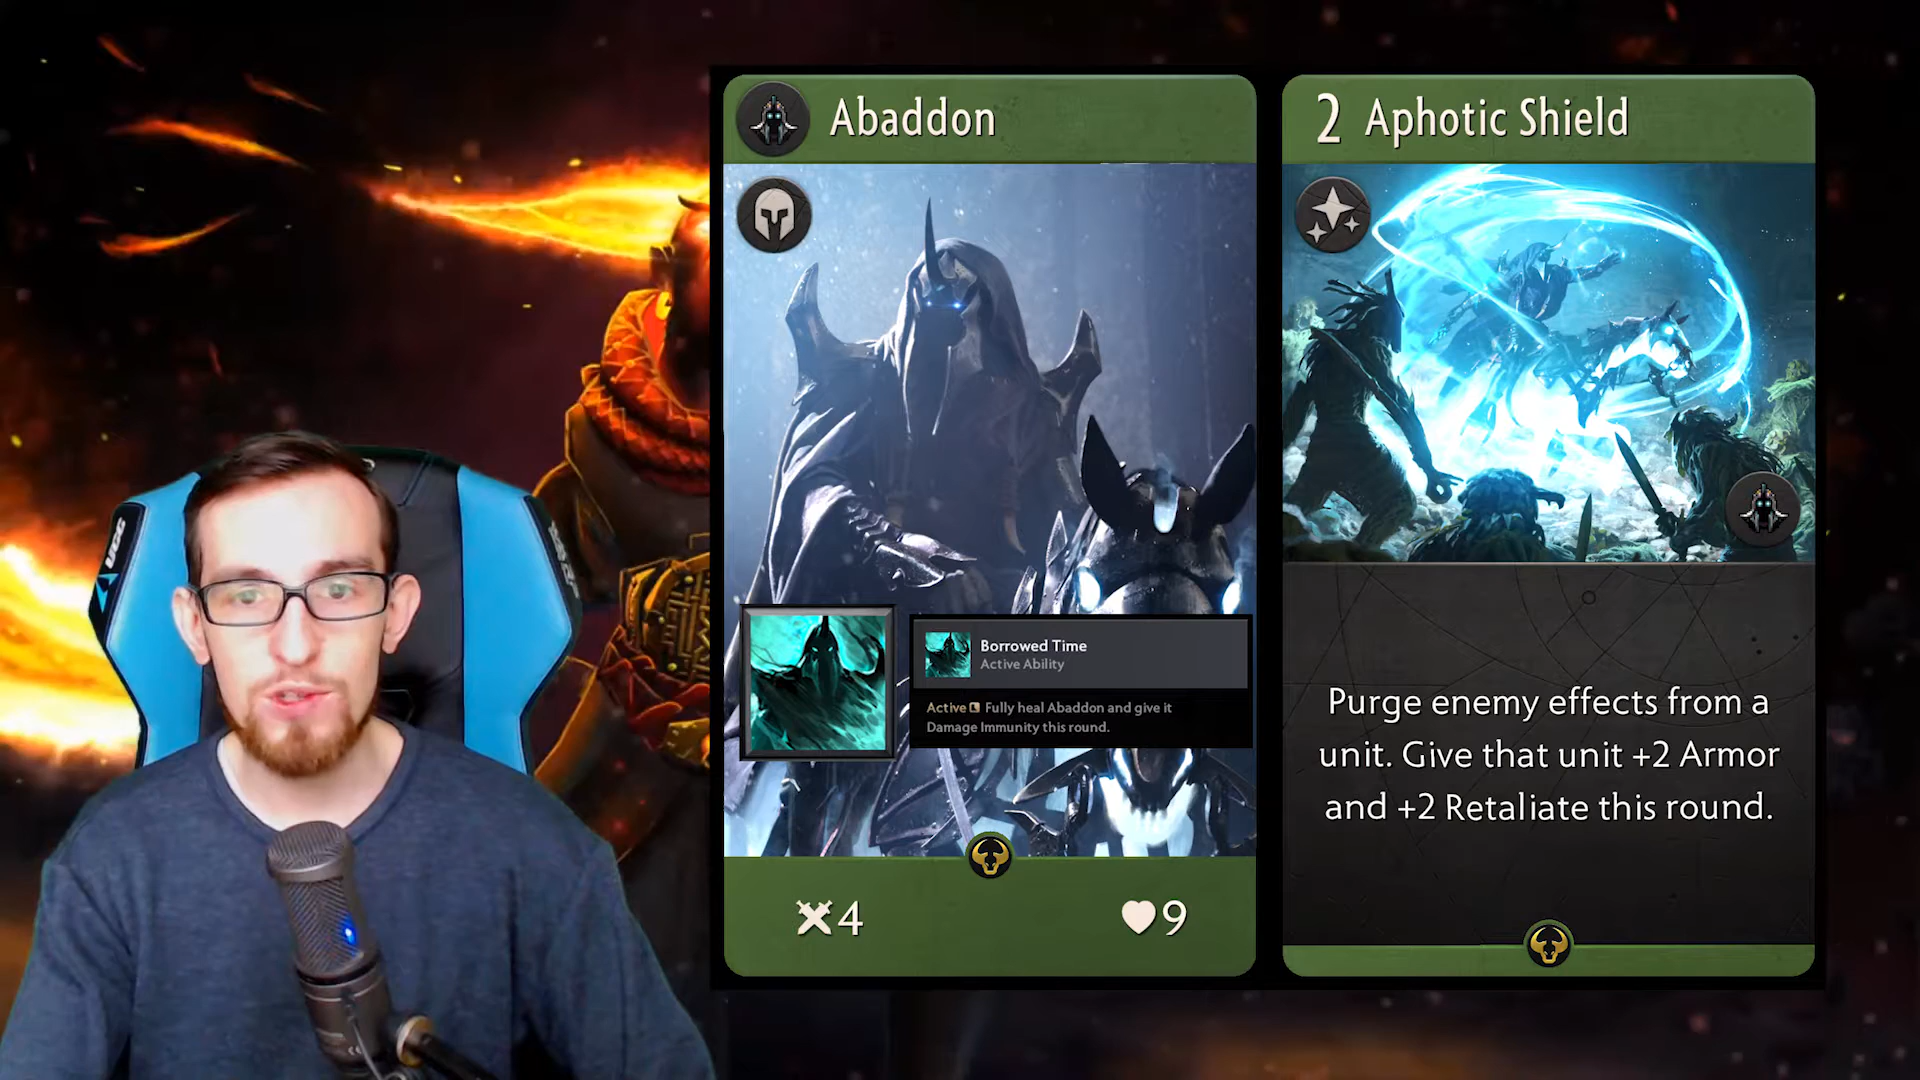 Abaddon
Borrowed Time
Active Ability
Active Fully heal Abaddon and give it
Damage Immunity this round.
4
9
2 Aphotic Shield
Purge enemy effects from a
unit. Give that unit +2 Armor
and +2 Retaliate this round.